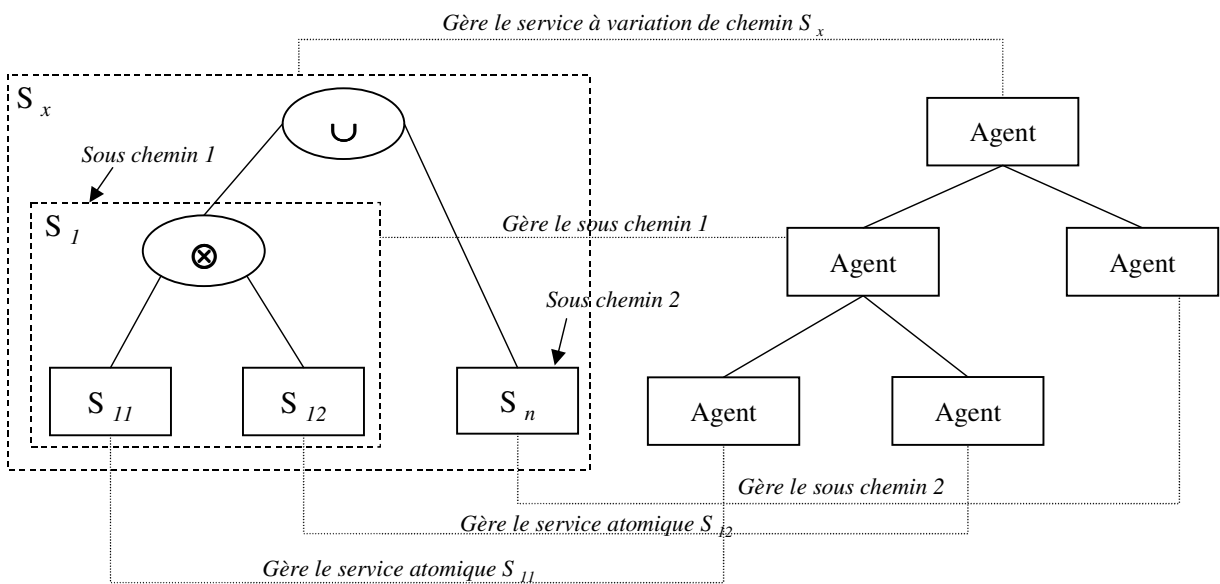 Gère le service à variation de chemin S x
S x
∪
Agent
Sous chemin 1
S 1
⊗
Gère le sous chemin 1
Agent
Agent
Sous chemin 2
S 11
S 12
S n
Agent
Agent
Gère le sous chemin 2
Gère le service atomique S 12
Gère le service atomique S 11